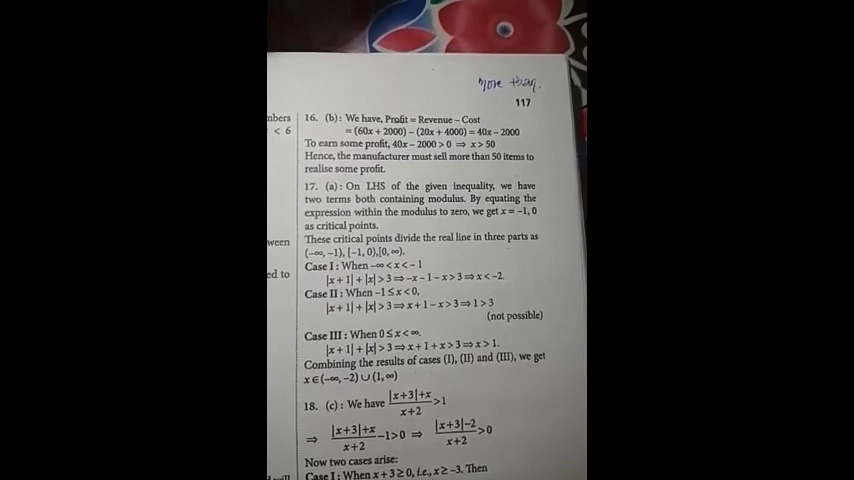 More than.
117
nbers
< 6
ween
ed to
16. (b) : We have, Profit = Revenue – Cost
= (60x + 2000) – (20x + 4000) = 40x – 2000
To earn some profit, 40x – 2000 > 0 ⇒ x > 50
Hence, the manufacturer must sell more than 50 items to
realise some profit.
17. (a) : On LHS of the given inequality, we have
two terms both containing modulus. By equating the
expression within the modulus to zero, we get x = –1, 0
as critical points.
These critical points divide the real line in three parts as
(–∞, –1), [–1, 0),[0, ∞).
Case I : When –∞ < x < – 1
|x + 1| + |x| > 3 ⇒ –x – 1 – x > 3 ⇒ x < –2.
Case II : When –1 ≤ x < 0,
|x + 1| + |x| > 3 ⇒ x + 1 – x > 3 ⇒ 1 > 3
(not possible)
Case III : When 0 ≤ x < ∞.
|x + 1| + |x| > 3 ⇒ x + 1 + x > 3 ⇒ x > 1.
Combining the results of cases (I), (II) and (III), we get
x ∈ (–∞, –2) ∪ (1, ∞)
18. (c) : We have |x+3|+x / x+2 >1
⇒ |x+3|+x / x+2 –1>0 ⇒ |x+3|–2 / x+2 >0
Now two cases arise:
Case I : When x + 3 ≥ 0, i.e., x ≥ –3. Then